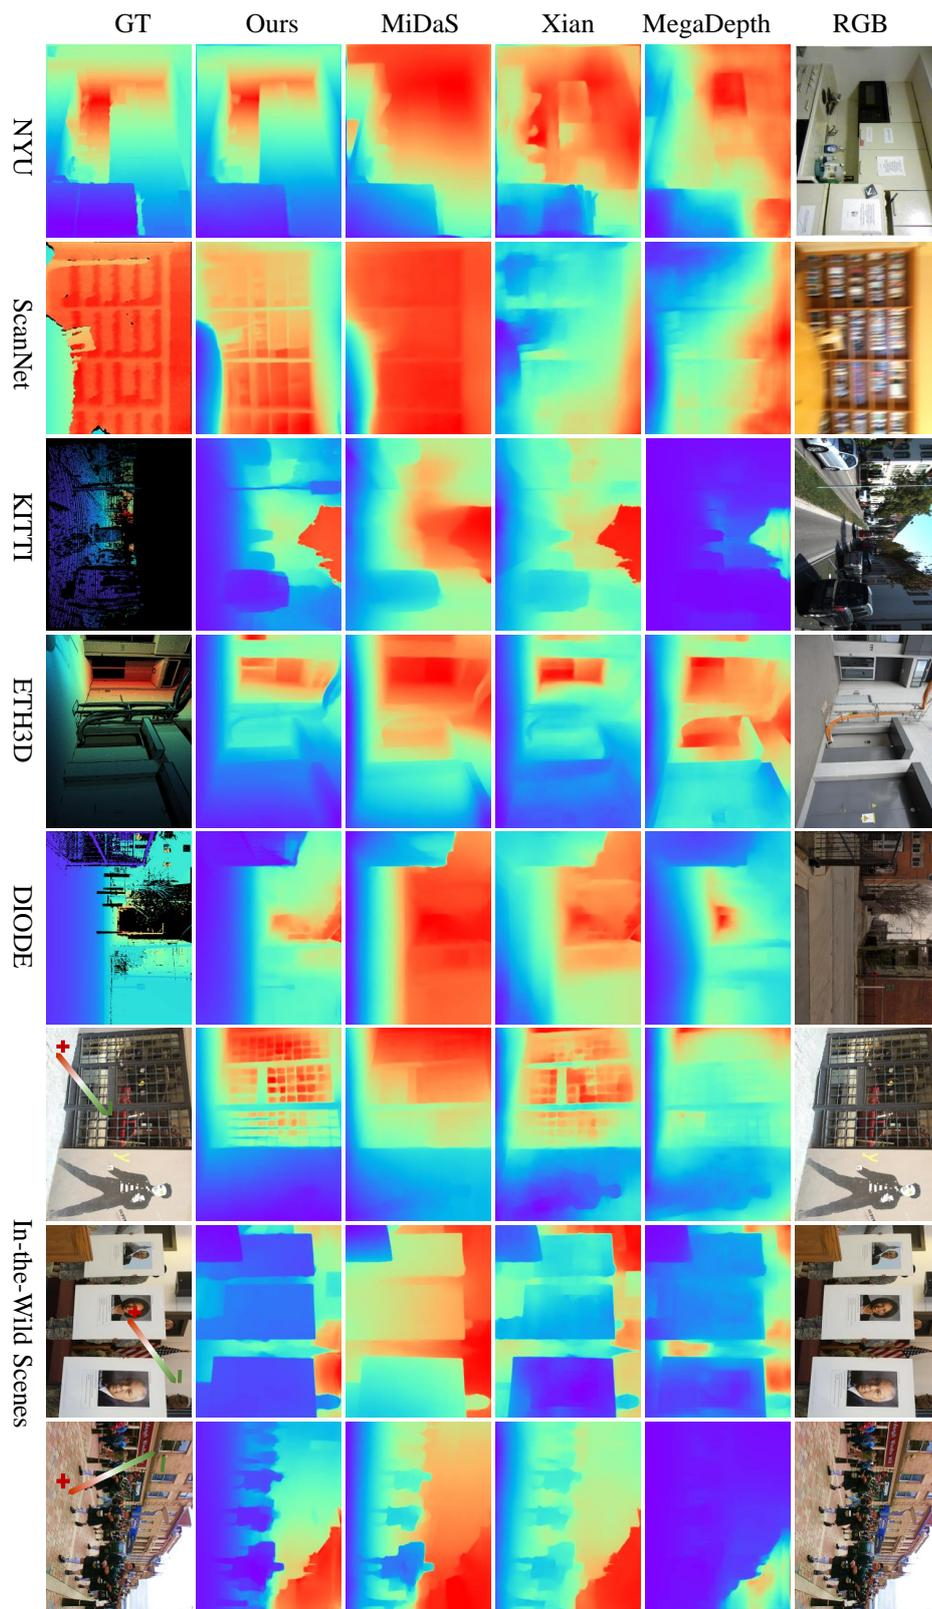 GT Ours MiDaS Xian MegaDepth RGB
NYU
ScanNet
KITTI
ETH3D
DIODE
In-the-Wild Scenes